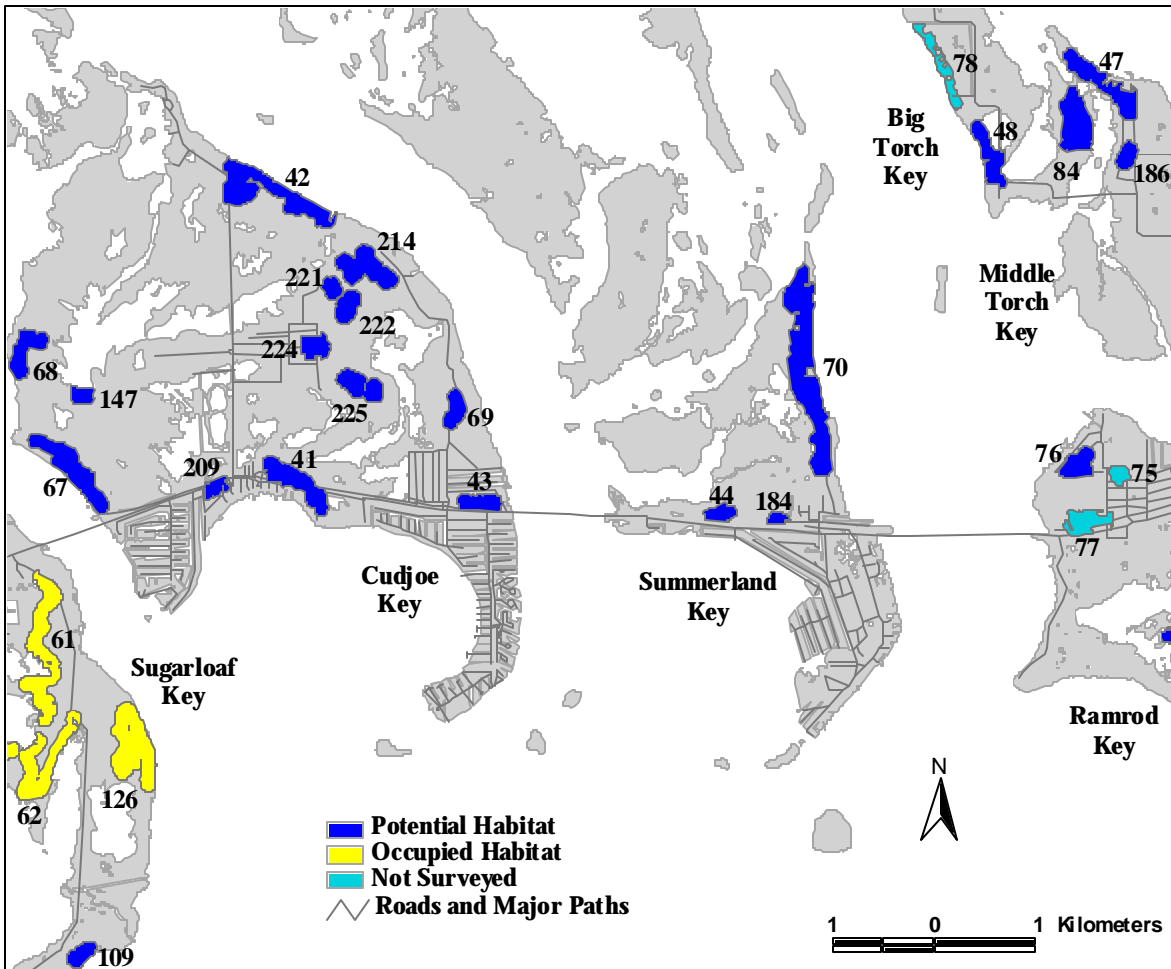 78
47
Big
Torch
Key
48
84
186
42
214
221
222
224
Middle
Torch
Key
68
147
225
69
70
67
209
41
43
44
184
76
75
77
Cudjoe
Key
Summerland
Key
61
Sugarloaf
Key
Ramrod
Key
62
126
N
Potential Habitat
Occupied Habitat
Not Surveyed
Roads and Major Paths
1 0 1 Kilometers
109